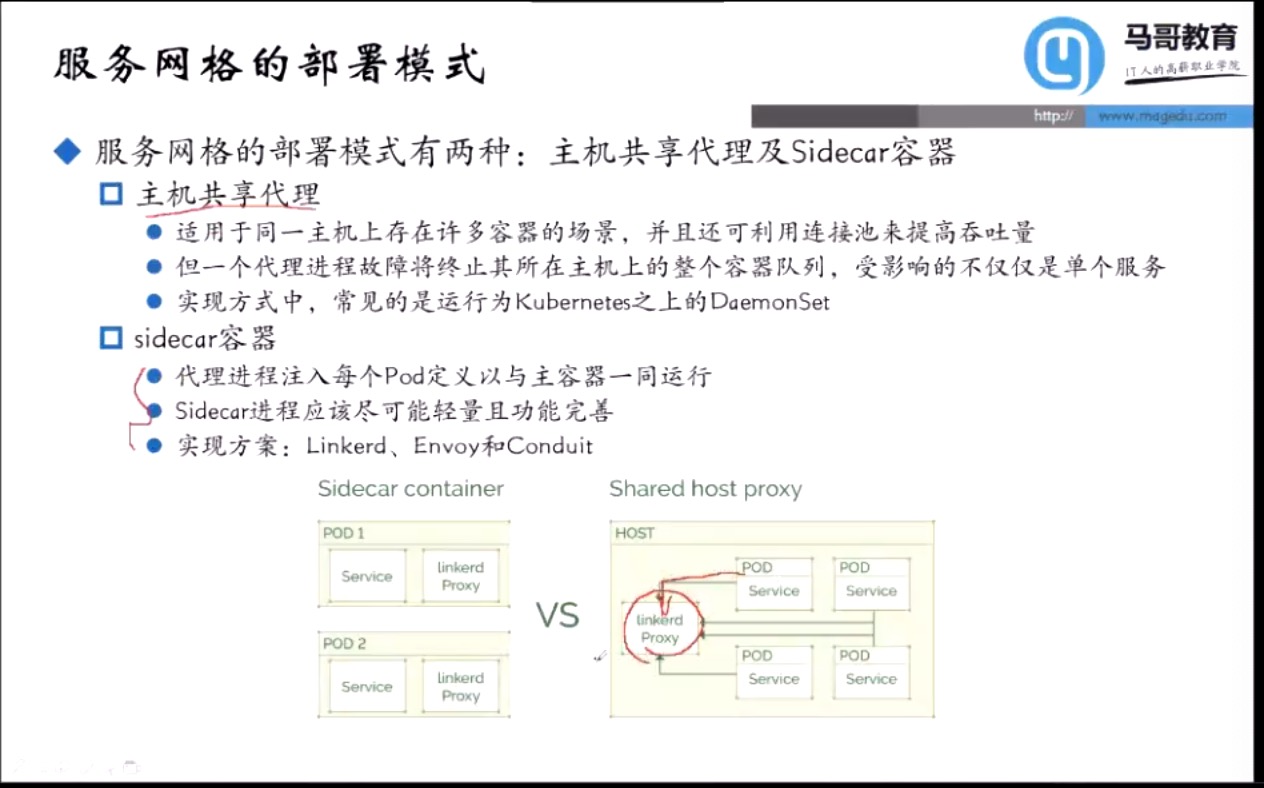 服务网格的部署模式
马哥教育
IT人的高薪职业学院
http:// www.magedu.com
服务网格的部署模式有两种：主机共享代理及Sidecar容器
主机共享代理
适用于同一主机上存在许多容器的场景，并且还可利用连接池来提高吞吐量
但一个代理进程故障将终止其所在主机上的整个容器队列，受影响的不仅仅是单个服务
实现方式中，常见的是运行为Kubernetes之上的DaemonSet
sidecar容器
代理进程注入每个Pod定义以与主容器一同运行
Sidecar进程应该尽可能轻量且功能完善
实现方案：Linkerd、Envoy和Conduit
Sidecar container
POD 1
Service
linkerd
Proxy
POD 2
Service
linkerd
Proxy
VS
Shared host proxy
HOST
linkerd
Proxy
POD
Service
POD
Service
POD
Service
POD
Service